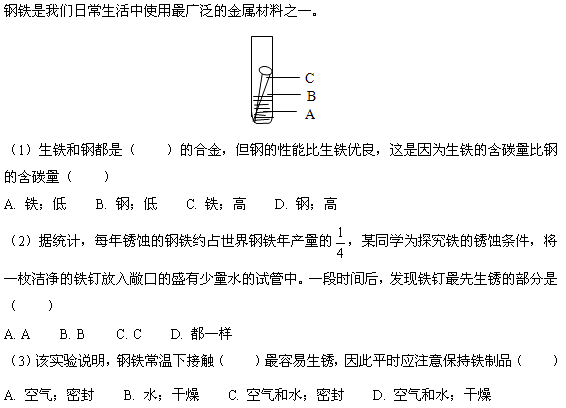 钢铁是我们日常生活中使用最广泛的金属材料之一。
C
B
A
（1）生铁和钢都是（　　）的合金，但钢的性能比生铁优良，这是因为生铁的含碳量比钢
的含碳量（　　）
A. 铁；低　　B. 钢；低　　C. 铁；高　　D. 钢；高
（2）据统计，每年锈蚀的钢铁约占世界钢铁年产量的1/4，某同学为探究铁的锈蚀条件，将
一枚洁净的铁钉放入敞口的盛有少量水的试管中。一段时间后，发现铁钉最先生锈的部分是
（　　）
A. A　　B. B　　C. C　　D. 都一样
（3）该实验说明，钢铁常温下接触（　　）最容易生锈，因此平时应注意保持铁制品（　　）
A. 空气；密封　　B. 水；干燥　　C. 空气和水；密封　　D. 空气和水；干燥